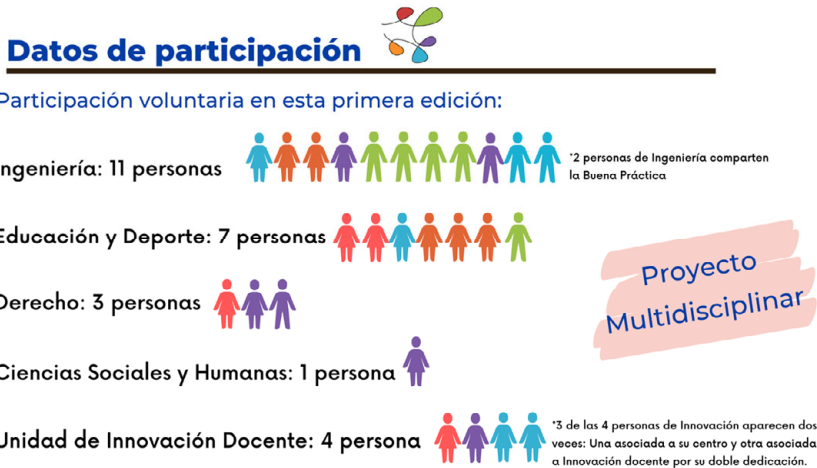 Datos de participación
Participación voluntaria en esta primera edición:
ngeniería: 11 personas
*2 personas de Ingeniería comparten
la Buena Práctica
Educación y Deporte: 7 personas
Proyecto
Multidisciplinar
Derecho: 3 personas
Ciencias Sociales y Humanas: 1 persona
Unidad de Innovación Docente: 4 persona
*3 de las 4 personas de Innovación aparecen dos
veces: Una asociada a su centro y otra asociada
a Innovación docente por su doble dedicación.